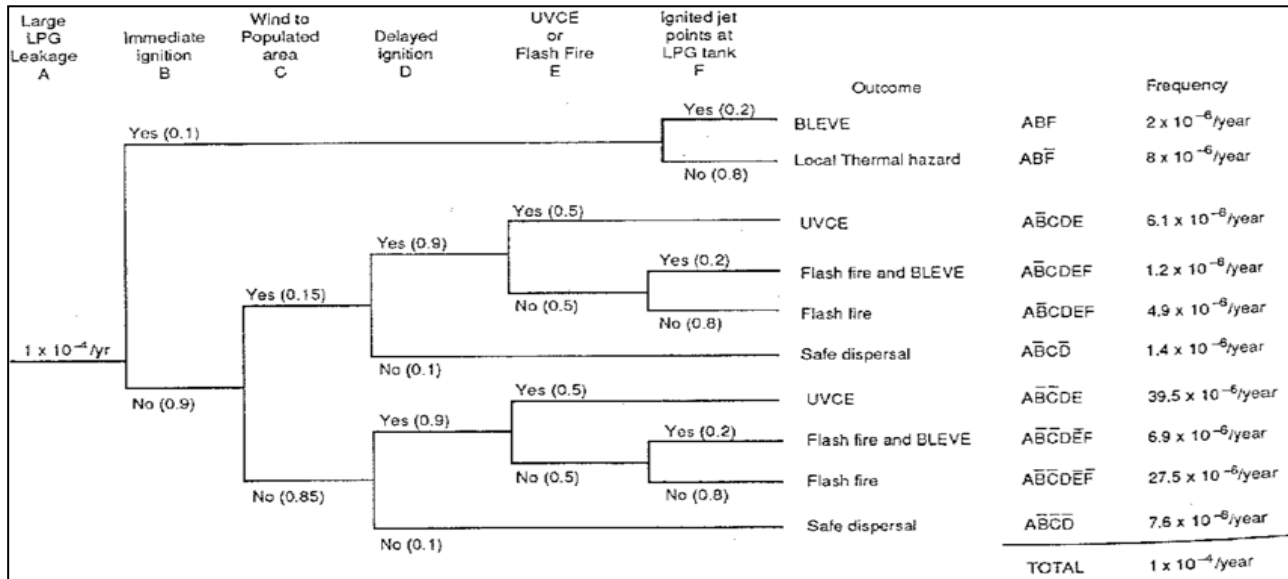 Large
LPG
Leakage
A
Immediate
ignition
B
Wind to
Populated
area
C
Delayed
ignition
D
UVCE
or
Flash Fire
E
Ignited jet
points at
LPG tank
F
Outcome
Frequency
Yes (0.2)
BLEVE ABF 2 x 10⁻⁶/year
Yes (0.1)
Local Thermal hazard ABF̅ 8 x 10⁻⁶/year
No (0.8)
Yes (0.5)
UVCE AB̅CDE 6.1 x 10⁻⁶/year
Yes (0.9)
Yes (0.2)
Flash fire and BLEVE AB̅CDEF 1.2 x 10⁻⁶/year
Yes (0.15)
No (0.5)
Flash fire AB̅CDEF 4.9 x 10⁻⁶/year
No (0.8)
1 x 10⁻⁴/yr
Safe dispersal AB̅CD̅ 1.4 x 10⁻⁶/year
No (0.1)
No (0.9)
Yes (0.5)
UVCE AB̅C̅DE 39.5 x 10⁻⁶/year
Yes (0.9)
Yes (0.2)
Flash fire and BLEVE AB̅C̅DE̅F 6.9 x 10⁻⁶/year
No (0.5)
Flash fire AB̅C̅DE̅F̅ 27.5 x 10⁻⁶/year
No (0.85)
No (0.8)
Safe dispersal AB̅C̅D̅ 7.6 x 10⁻⁶/year
No (0.1)
TOTAL 1 x 10⁻⁴/year